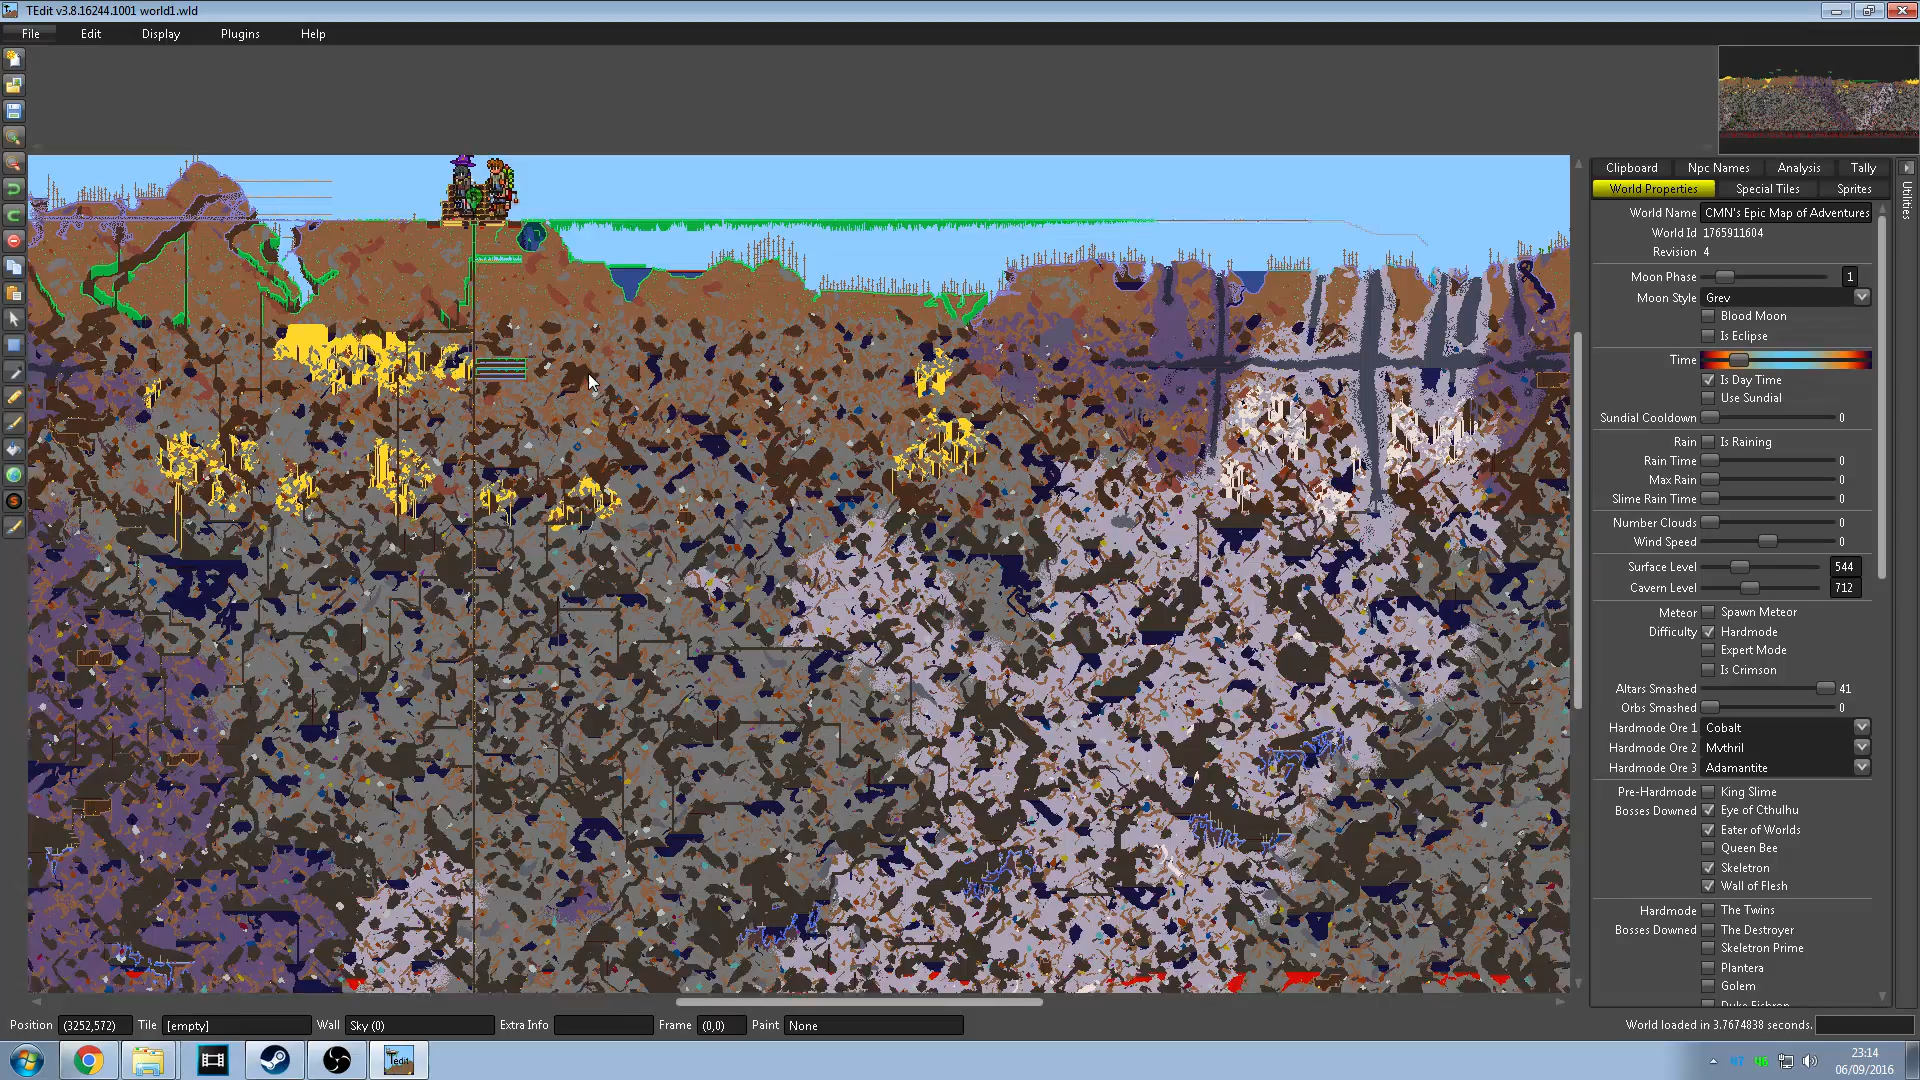 TEdit v3.8.16244.1001 world1.wld
File Edit Display Plugins Help
Clipboard Npc Names Analysis Tally
World Properties Special Tiles Sprites
Utilities
World Name CMN's Epic Map of Adventures
World Id 1765911604
Revision 4
Moon Phase 1
Moon Style Grey
Blood Moon
Is Eclipse
Time
Is Day Time
Use Sundial
Sundial Cooldown 0
Rain Is Raining
Rain Time 0
Max Rain 0
Slime Rain Time 0
Number Clouds 0
Wind Speed 0
Surface Level 544
Cavern Level 712
Meteor Spawn Meteor
Difficulty Hardmode
Expert Mode
Is Crimson
Altars Smashed 41
Orbs Smashed 0
Hardmode Ore 1 Cobalt
Hardmode Ore 2 Mythril
Hardmode Ore 3 Adamantite
Pre-Hardmode King Slime
Bosses Downed Eye of Cthulhu
Eater of Worlds
Queen Bee
Skeletron
Wall of Flesh
Hardmode The Twins
Bosses Downed The Destroyer
Skeletron Prime
Plantera
Golem
Duke Fishron
Position (3252,572) Tile [empty] Wall Sky (0) Extra Info Frame (0,0) Paint None World loaded in 3.7674838 seconds.
Tedit
47 46
23:14
06/09/2016